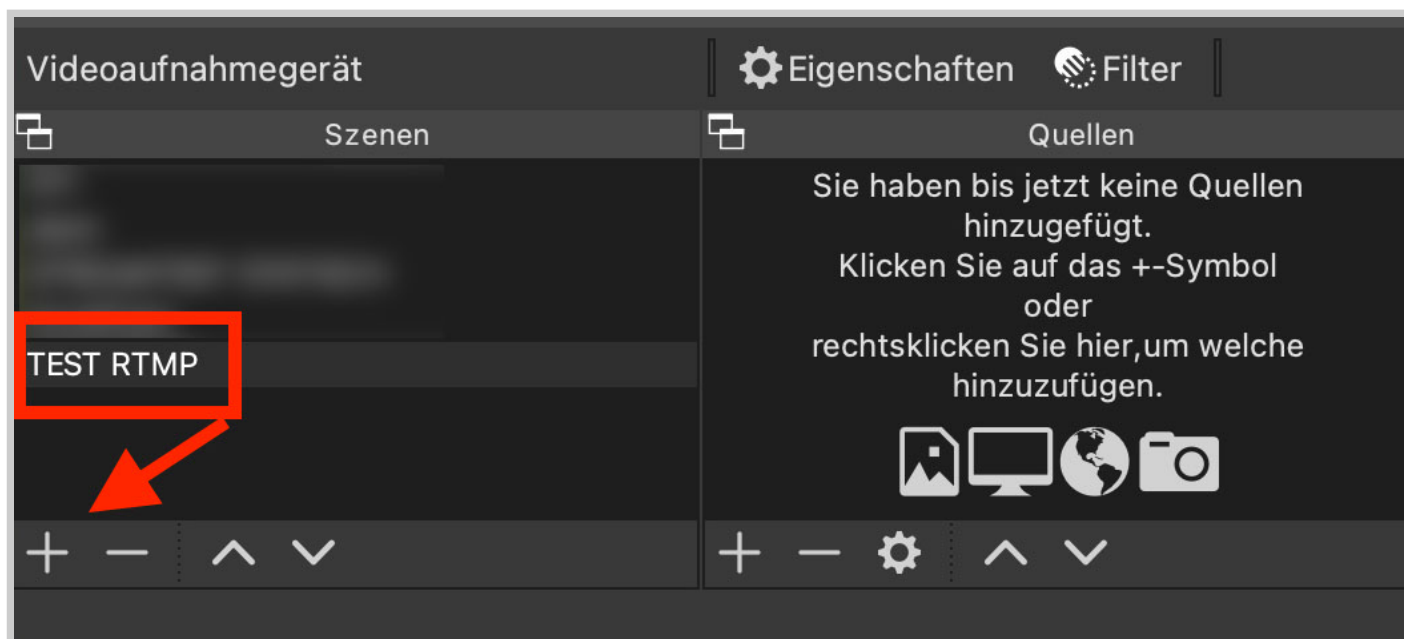 Videoaufnahmegerät
Eigenschaften
Filter
Szenen
TEST RTMP
Quellen
Sie haben bis jetzt keine Quellen
hinzugefügt.
Klicken Sie auf das +-Symbol
oder
rechtsklicken Sie hier,um welche
hinzuzufügen.